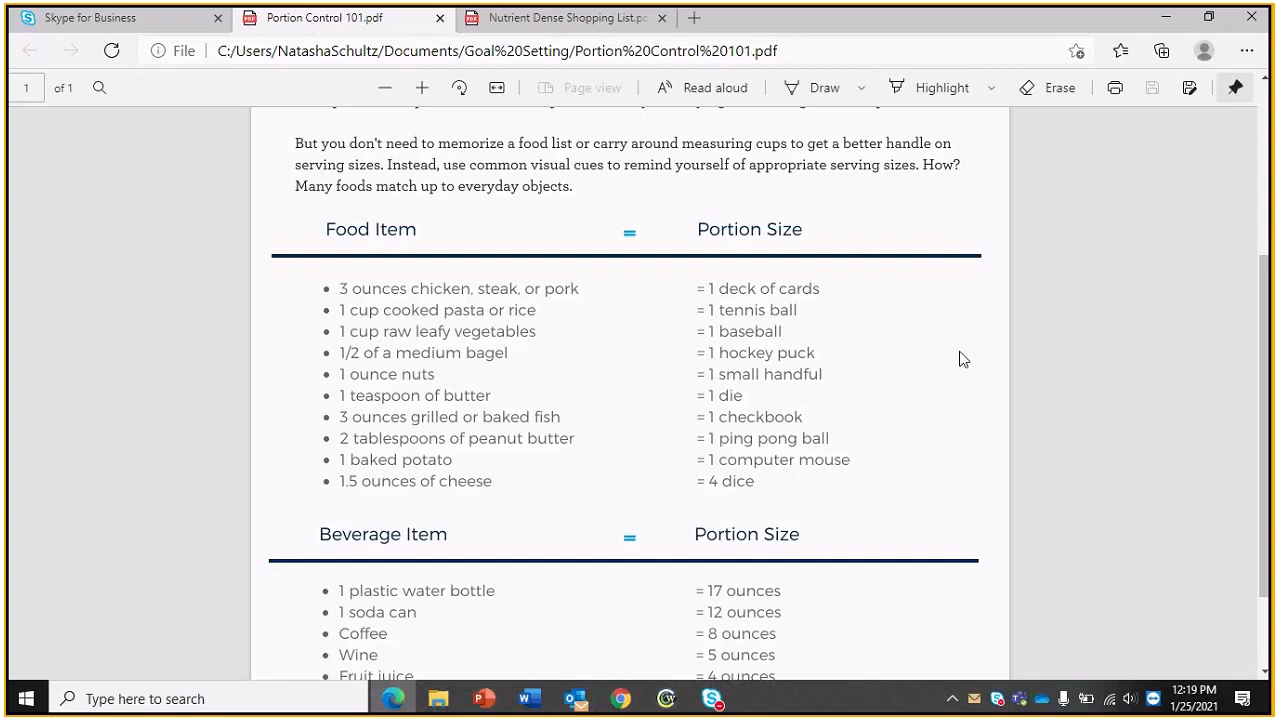 Skype for Business
Portion Control 101.pdf
Nutrient Dense Shopping List.pd
File
C:/Users/NatashaSchultz/Documents/Goal%20Setting/Portion%20Control%20101.pdf
1 of 1
Page view
Read aloud
Draw
Highlight
Erase
But you don't need to memorize a food list or carry around measuring cups to get a better handle on
serving sizes. Instead, use common visual cues to remind yourself of appropriate serving sizes. How?
Many foods match up to everyday objects.
Food Item = Portion Size
• 3 ounces chicken, steak, or pork = 1 deck of cards
• 1 cup cooked pasta or rice = 1 tennis ball
• 1 cup raw leafy vegetables = 1 baseball
• 1/2 of a medium bagel = 1 hockey puck
• 1 ounce nuts = 1 small handful
• 1 teaspoon of butter = 1 die
• 3 ounces grilled or baked fish = 1 checkbook
• 2 tablespoons of peanut butter = 1 ping pong ball
• 1 baked potato = 1 computer mouse
• 1.5 ounces of cheese = 4 dice
Beverage Item = Portion Size
• 1 plastic water bottle = 17 ounces
• 1 soda can = 12 ounces
• Coffee = 8 ounces
• Wine = 5 ounces
• Fruit juice = 4 ounces
Type here to search
12:19 PM
1/25/2021